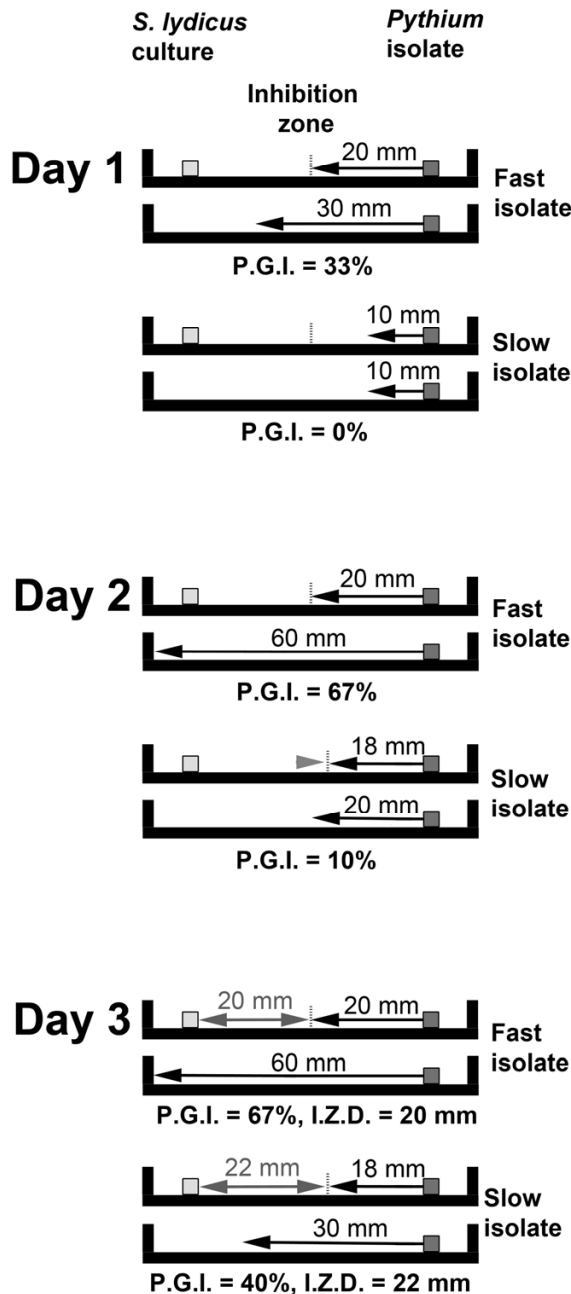 S. lydicus
culture
Pythium
isolate
Inhibition
zone
Day 1
20 mm
Fast
isolate
30 mm
P.G.I. = 33%
10 mm
Slow
isolate
10 mm
P.G.I. = 0%
Day 2
20 mm
Fast
isolate
60 mm
P.G.I. = 67%
18 mm
Slow
isolate
20 mm
P.G.I. = 10%
Day 3
20 mm
20 mm
Fast
isolate
60 mm
P.G.I. = 67%, I.Z.D. = 20 mm
22 mm
18 mm
Slow
isolate
30 mm
P.G.I. = 40%, I.Z.D. = 22 mm